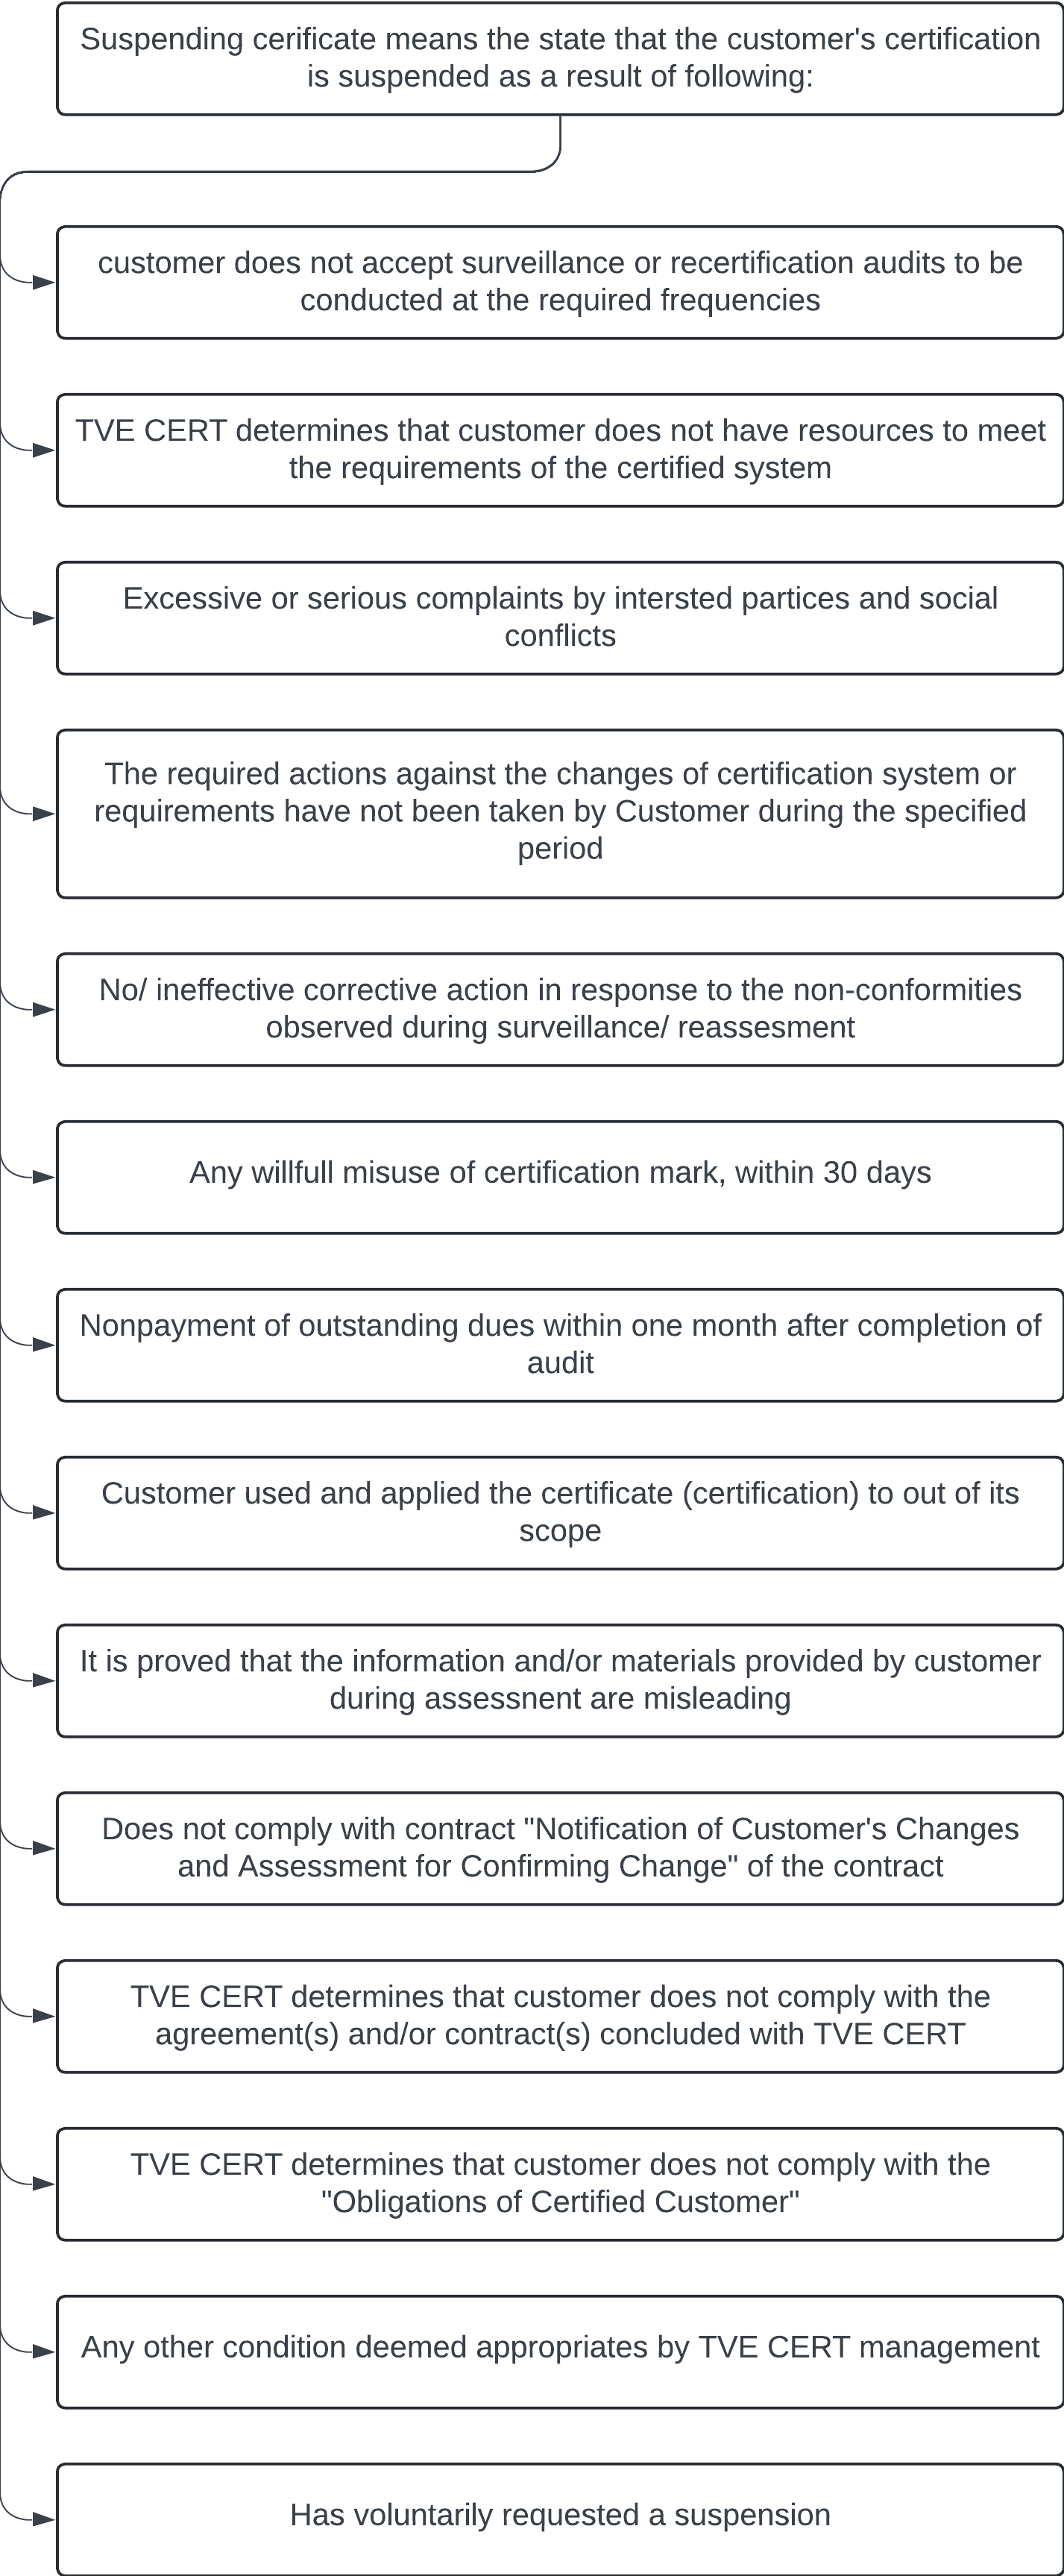 Suspending cerificate means the state that the customer's certification
is suspended as a result of following:
customer does not accept surveillance or recertification audits to be
conducted at the required frequencies
TVE CERT determines that customer does not have resources to meet
the requirements of the certified system
Excessive or serious complaints by intersted partices and social
conflicts
The required actions against the changes of certification system or
requirements have not been taken by Customer during the specified
period
No/ ineffective corrective action in response to the non-conformities
observed during surveillance/ reassesment
Any willfull misuse of certification mark, within 30 days
Nonpayment of outstanding dues within one month after completion of
audit
Customer used and applied the certificate (certification) to out of its
scope
It is proved that the information and/or materials provided by customer
during assessnent are misleading
Does not comply with contract "Notification of Customer's Changes
and Assessment for Confirming Change" of the contract
TVE CERT determines that customer does not comply with the
agreement(s) and/or contract(s) concluded with TVE CERT
TVE CERT determines that customer does not comply with the
"Obligations of Certified Customer"
Any other condition deemed appropriates by TVE CERT management
Has voluntarily requested a suspension